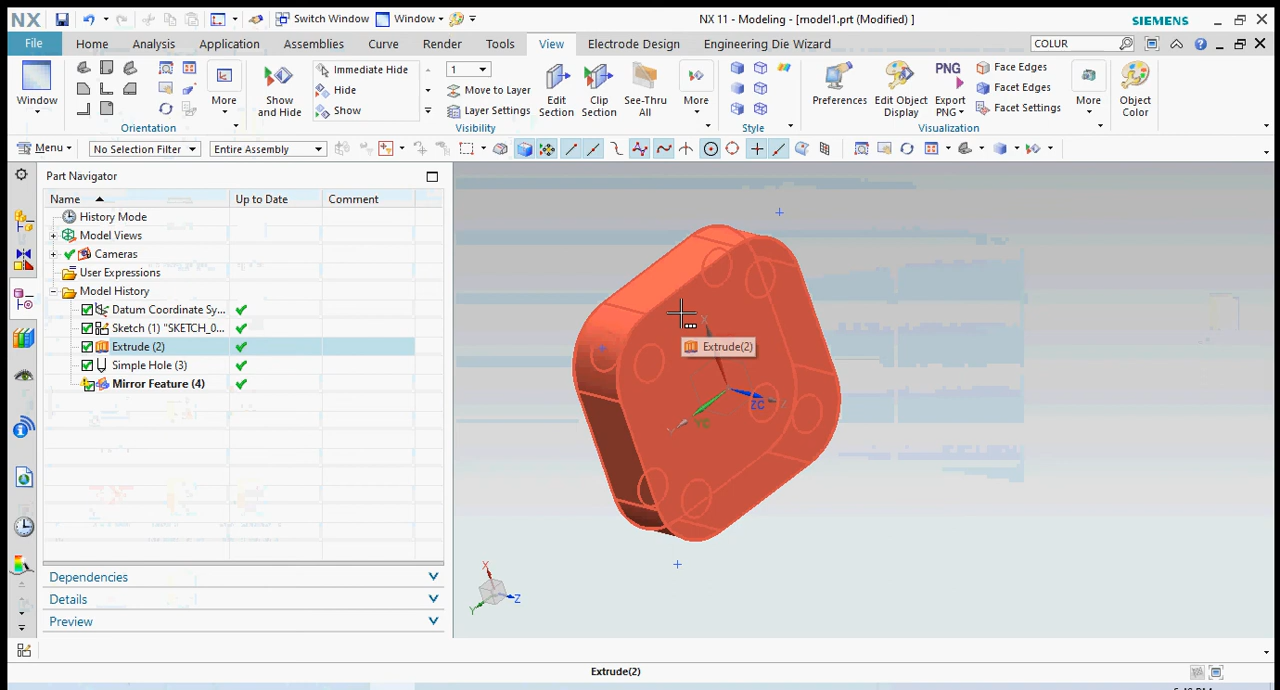 NX Switch Window Window NX 11 - Modeling - [model1.prt (Modified) ] SIEMENS
File Home Analysis Application Assemblies Curve Render Tools View Electrode Design Engineering Die Wizard COLUR
Window More Show and Hide Immediate Hide Hide Show 1 Move to Layer Layer Settings Edit Section Clip Section See-Thru All More Preferences Edit Object Display PNG Export PNG Face Edges Facet Edges Facet Settings More Object Color
Orientation Visibility Style Visualization
Menu No Selection Filter Entire Assembly
Part Navigator
Name Up to Date Comment
History Mode
Model Views
Cameras
User Expressions
Model History
Datum Coordinate Sy...
Sketch (1) "SKETCH_0...
Extrude (2)
Simple Hole (3)
Mirror Feature (4)
Dependencies
Details
Preview
Extrude(2)
ZC
YC
X
Y
Z
Extrude(2)